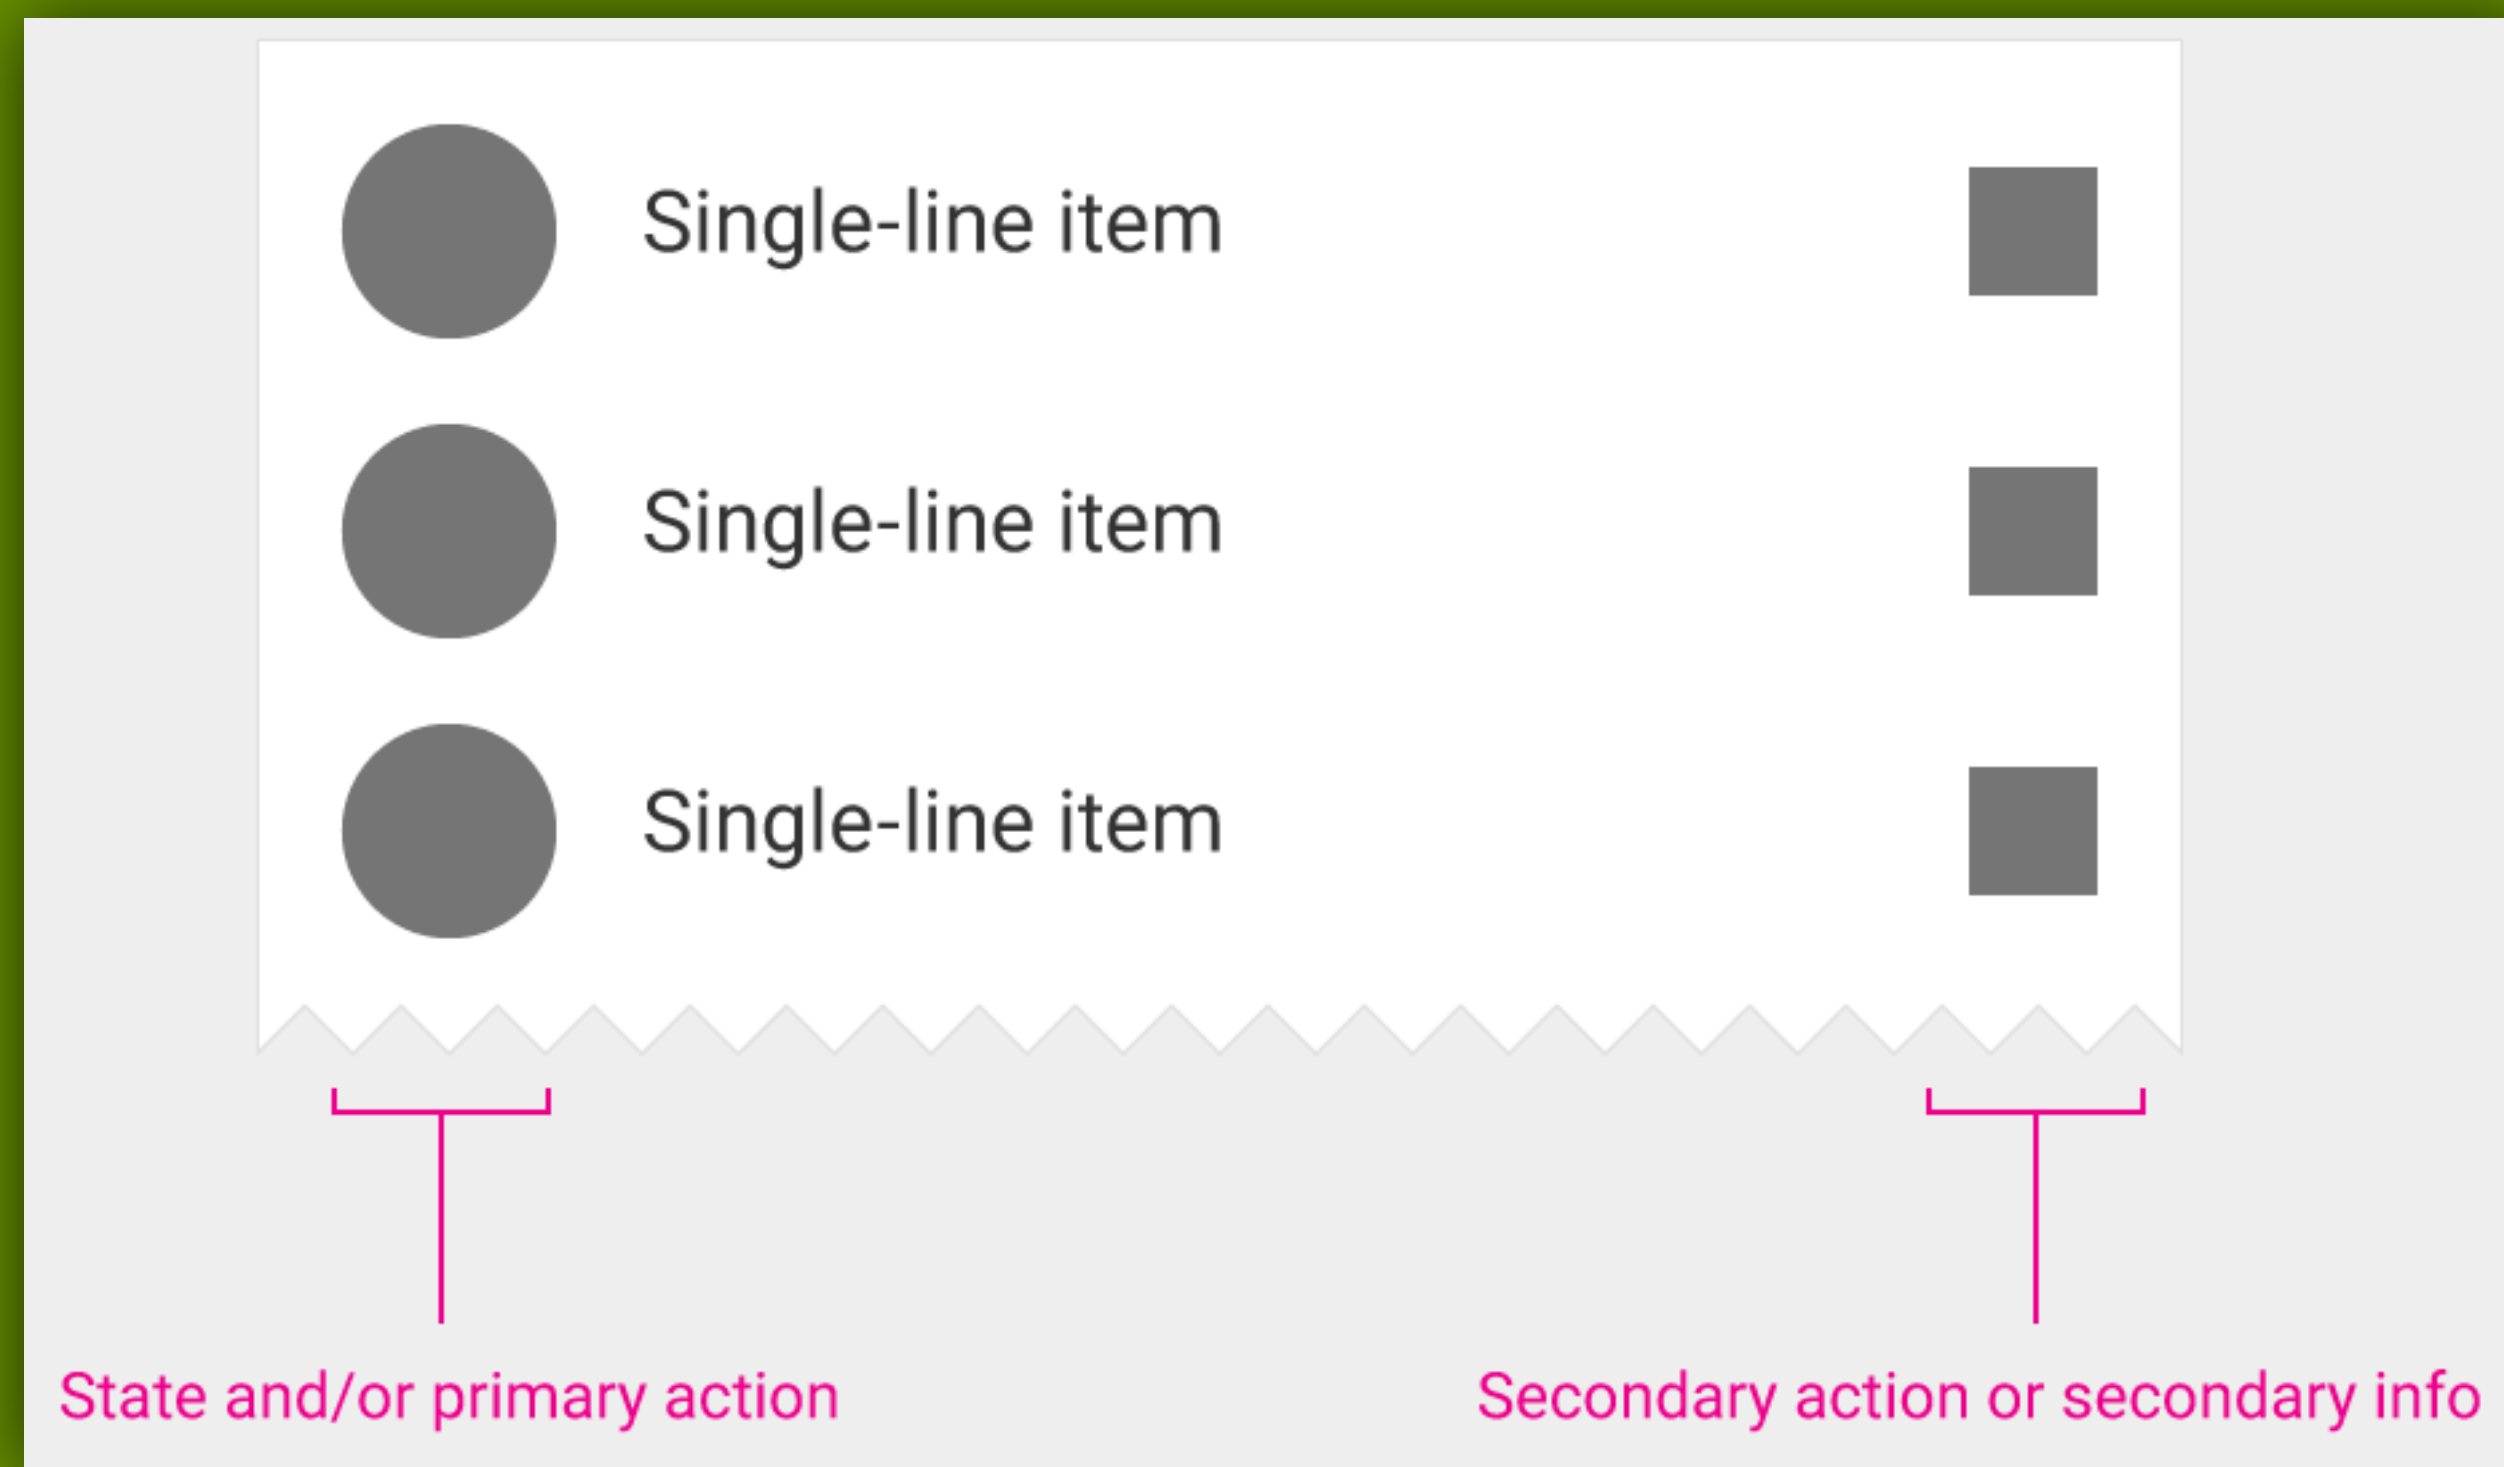 Single-line item
Single-line item
Single-line item
State and/or primary action
Secondary action or secondary info